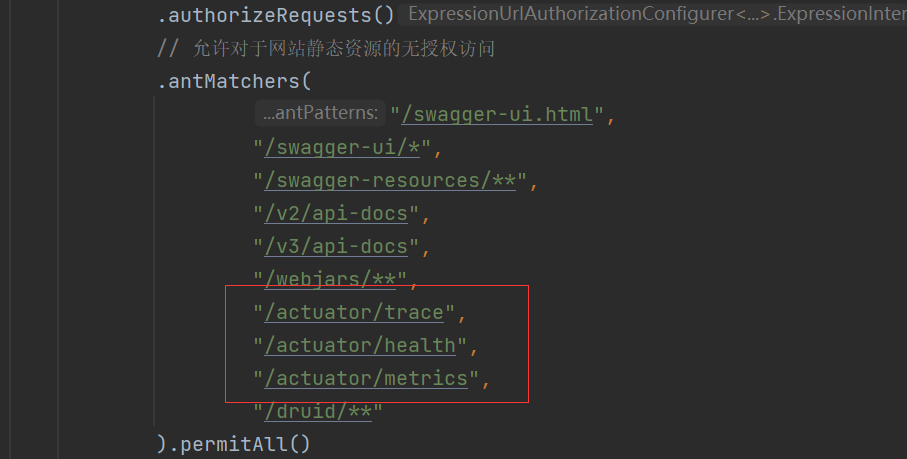 .authorizeRequests() ExpressionUrlAuthorizationConfigurer<...>.ExpressionInter
// 允许对于网站静态资源的无授权访问
.antMatchers(
...antPatterns: "/swagger-ui.html",
"/swagger-ui/*",
"/swagger-resources/**",
"/v2/api-docs",
"/v3/api-docs",
"/webjars/**",
"/actuator/trace",
"/actuator/health",
"/actuator/metrics",
"/druid/**"
).permitAll()